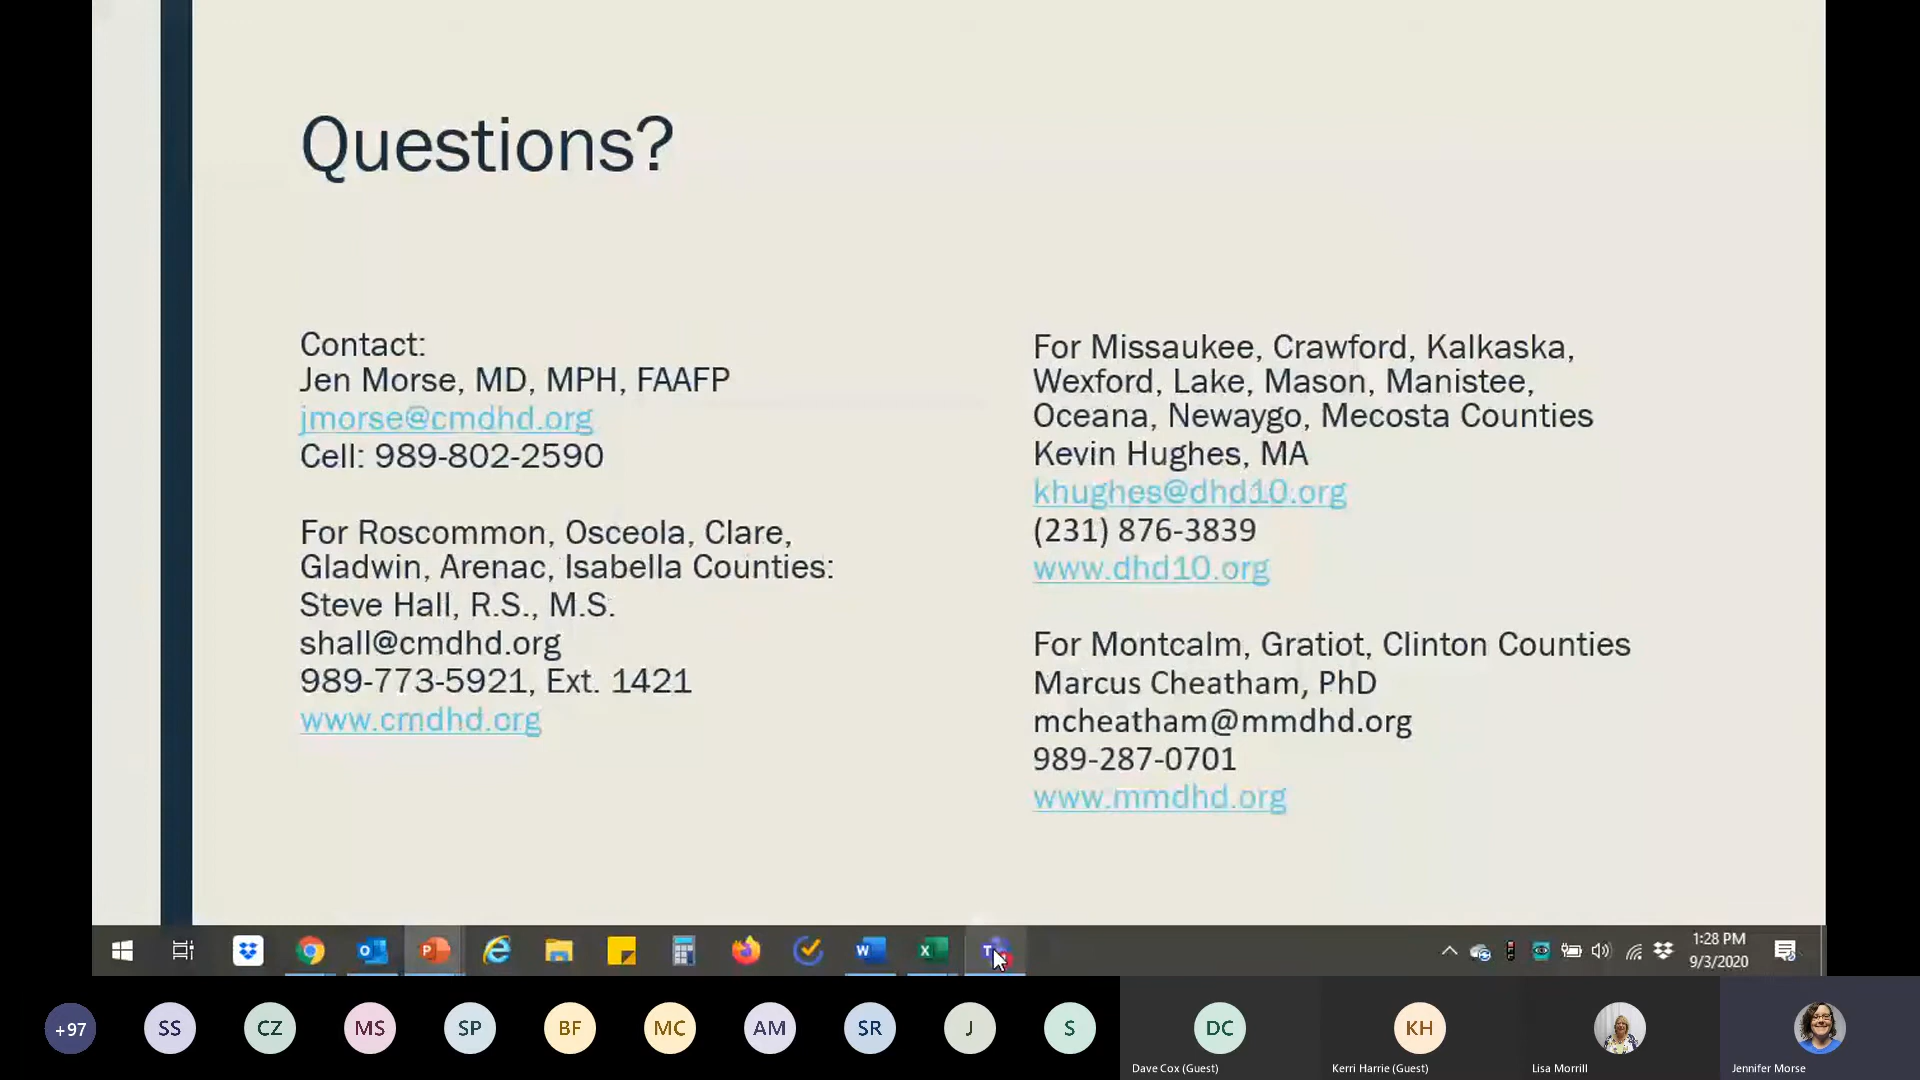 Questions?
Contact:
Jen Morse, MD, MPH, FAAFP
jmorse@cmdhd.org
Cell: 989-802-2590
For Roscommon, Osceola, Clare,
Gladwin, Arenac, Isabella Counties:
Steve Hall, R.S., M.S.
shall@cmdhd.org
989-773-5921, Ext. 1421
www.cmdhd.org
For Missaukee, Crawford, Kalkaska,
Wexford, Lake, Mason, Manistee,
Oceana, Newaygo, Mecosta Counties
Kevin Hughes, MA
khughes@dhd10.org
(231) 876-3839
www.dhd10.org
For Montcalm, Gratiot, Clinton Counties
Marcus Cheatham, PhD
mcheatham@mmdhd.org
989-287-0701
www.mmdhd.org
1:28 PM
9/3/2020
+97 SS CZ MS SP BF MC AM SR J S DC KH
Dave Cox (Guest) Kerri Harrie (Guest) Lisa Morrill Jennifer Morse